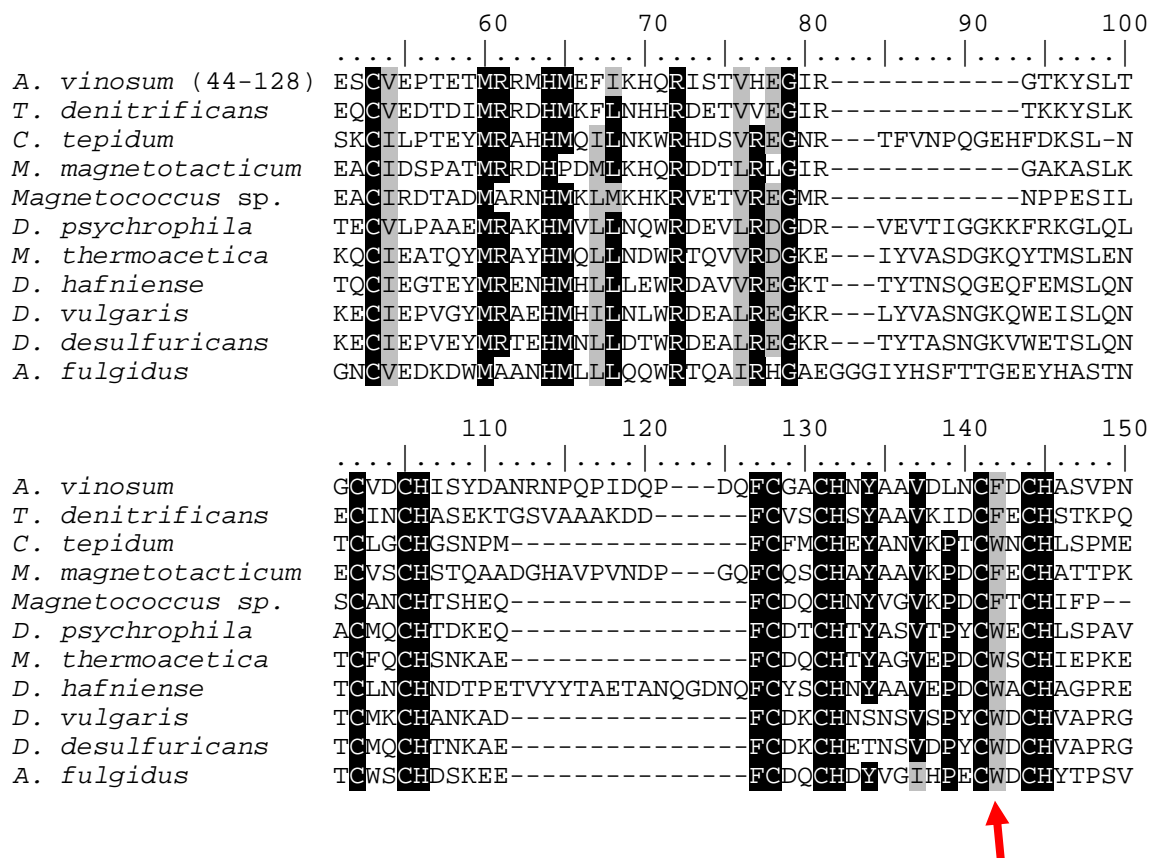 60 70 80 90 100
....|....|....|....|....|....|....|....|....|....|
A. vinosum (44-128) ESCVEPTETMRRMHMEFIKHQRISTVHEGIR------------GTKYSLT
T. denitrificans EQCVEDTDIMRRDHMKFLNHHRDETVVEGIR------------TKKYSLK
C. tepidum SKCILPTEYMRAHHMQILNKWRHDSVREGNR---TFVNPQGEHFDKSL-N
M. magnetotacticum EACIDSPATMRRDHPDMLKHQRDDTLRLGIR------------GAKASLK
Magnetococcus sp. EACIRDTADMARNHMKLMKHKRVETVREGMR------------NPPESIL
D. psychrophila TECVLPAAEMRAKHMVLLNQWRDEVLRDGDR---VEVTIGGKKFRKGLQL
M. thermoacetica KQCIEATQYMRAYHMQLLNDWRTQVVRDGKE---IYVASDGKQYTMSLEN
D. hafniense TQCIEGTEYMRENHMHLLLEWRDAVVREGKT---TYTNSQGEQFEMSLQN
D. vulgaris KECIEPVGYMRAEHMHILNLWRDEALREGKR---LYVASNGKQWEISLQN
D. desulfuricans KECIEPVEYMRTEHMNLLDTWRDEALREGKR---TYTASNGKVWETSLQN
A. fulgidus GNCVEDKDWMAANHMLLLQQWRTQAIRHGAEGGGIYHSFTTGEEYHASTN
110 120 130 140 150
....|....|....|....|....|....|....|....|....|....|
A. vinosum GCVDCHISYDANRNPQPIDQP---DQFCGACHNYAAVDLNCFDCHASVPN
T. denitrificans ECINCHASEKTGSVAAAKDD------FCVSCHSYAAVKIDCFECHSTKPQ
C. tepidum TCLGCHGSNPM---------------FCFMCHEYANVKPTCWNCHLSPME
M. magnetotacticum ECVSCHSTQAADGHAVPVNDP---GQFCQSCHAYAAVKPDCFECHATTPK
Magnetococcus sp. SCANCHTSHEQ---------------FCDQCHNYVGVKPDCFTCHIFP--
D. psychrophila ACMQCHTDKEQ---------------FCDTCHTYASVTPYCWECHLSPAV
M. thermoacetica TCFQCHSNKAE---------------FCDQCHTYAGVEPDCWSCHIEPKE
D. hafniense TCLNCHNDTPETVYYTAETANQGDNQFCYSCHNYAAVEPDCWACHAGPRE
D. vulgaris TCMKCHANKAD---------------FCDKCHNSNSVSPYCWDCHVAPRG
D. desulfuricans TCMQCHTNKAE---------------FCDKCHETNSVDPYCWDCHVAPRG
A. fulgidus TCWSCHDSKEE---------------FCDQCHDYVGIHPECWDCHYTPSV